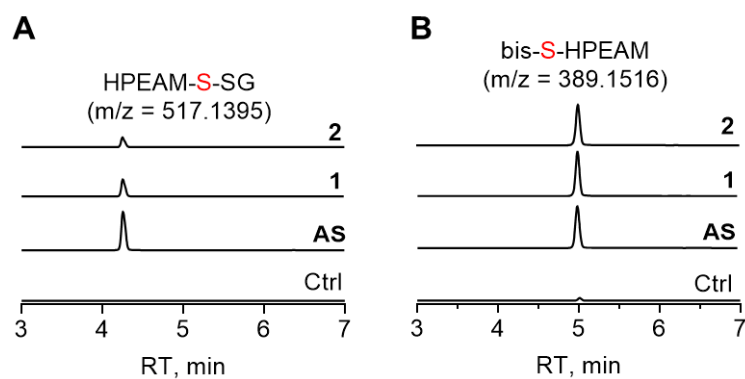 A
HPEAM-S-SG
(m/z = 517.1395)
2
1
AS
Ctrl
3 4 5 6 7
RT, min
B
bis-S-HPEAM
(m/z = 389.1516)
2
1
AS
Ctrl
3 4 5 6 7
RT, min